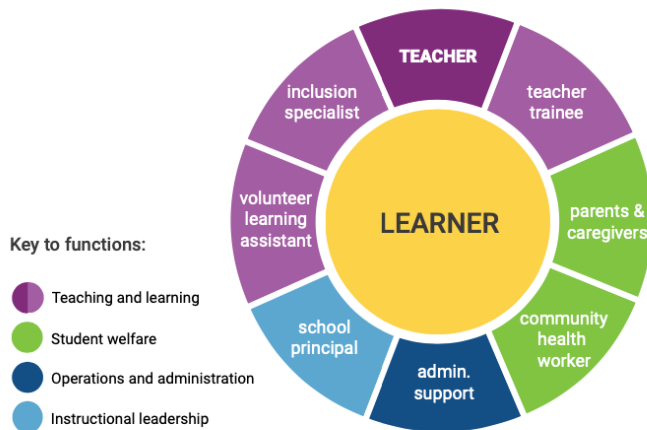 TEACHER
teacher
trainee
parents &
caregivers
community
health
worker
admin.
support
school
principal
volunteer
learning
assistant
inclusion
specialist
LEARNER
Key to functions:
Teaching and learning
Student welfare
Operations and administration
Instructional leadership